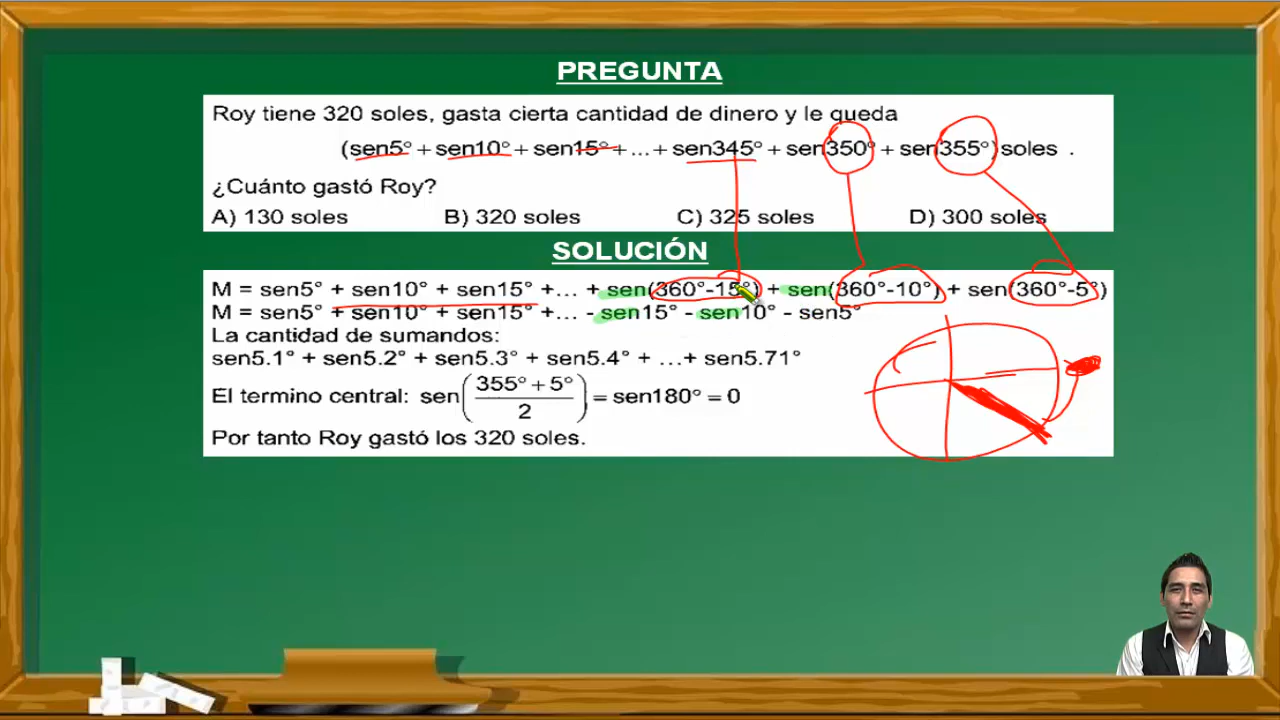 PREGUNTA
Roy tiene 320 soles, gasta cierta cantidad de dinero y le queda
(sen5° + sen10° + sen15° + ... + sen345° + sen350° + sen355°) soles .
¿Cuánto gastó Roy?
A) 130 soles B) 320 soles C) 325 soles D) 300 soles
SOLUCIÓN
M = sen5° + sen10° + sen15° +... + sen(360°-15°) + sen(360°-10°) + sen(360°-5°)
M = sen5° + sen10° + sen15° +... - sen15° - sen10° - sen5°
La cantidad de sumandos:
sen5.1° + sen5.2° + sen5.3° + sen5.4° + ...+ sen5.71°
El termino central: sen(355° + 5° / 2) = sen180° = 0
Por tanto Roy gastó los 320 soles.